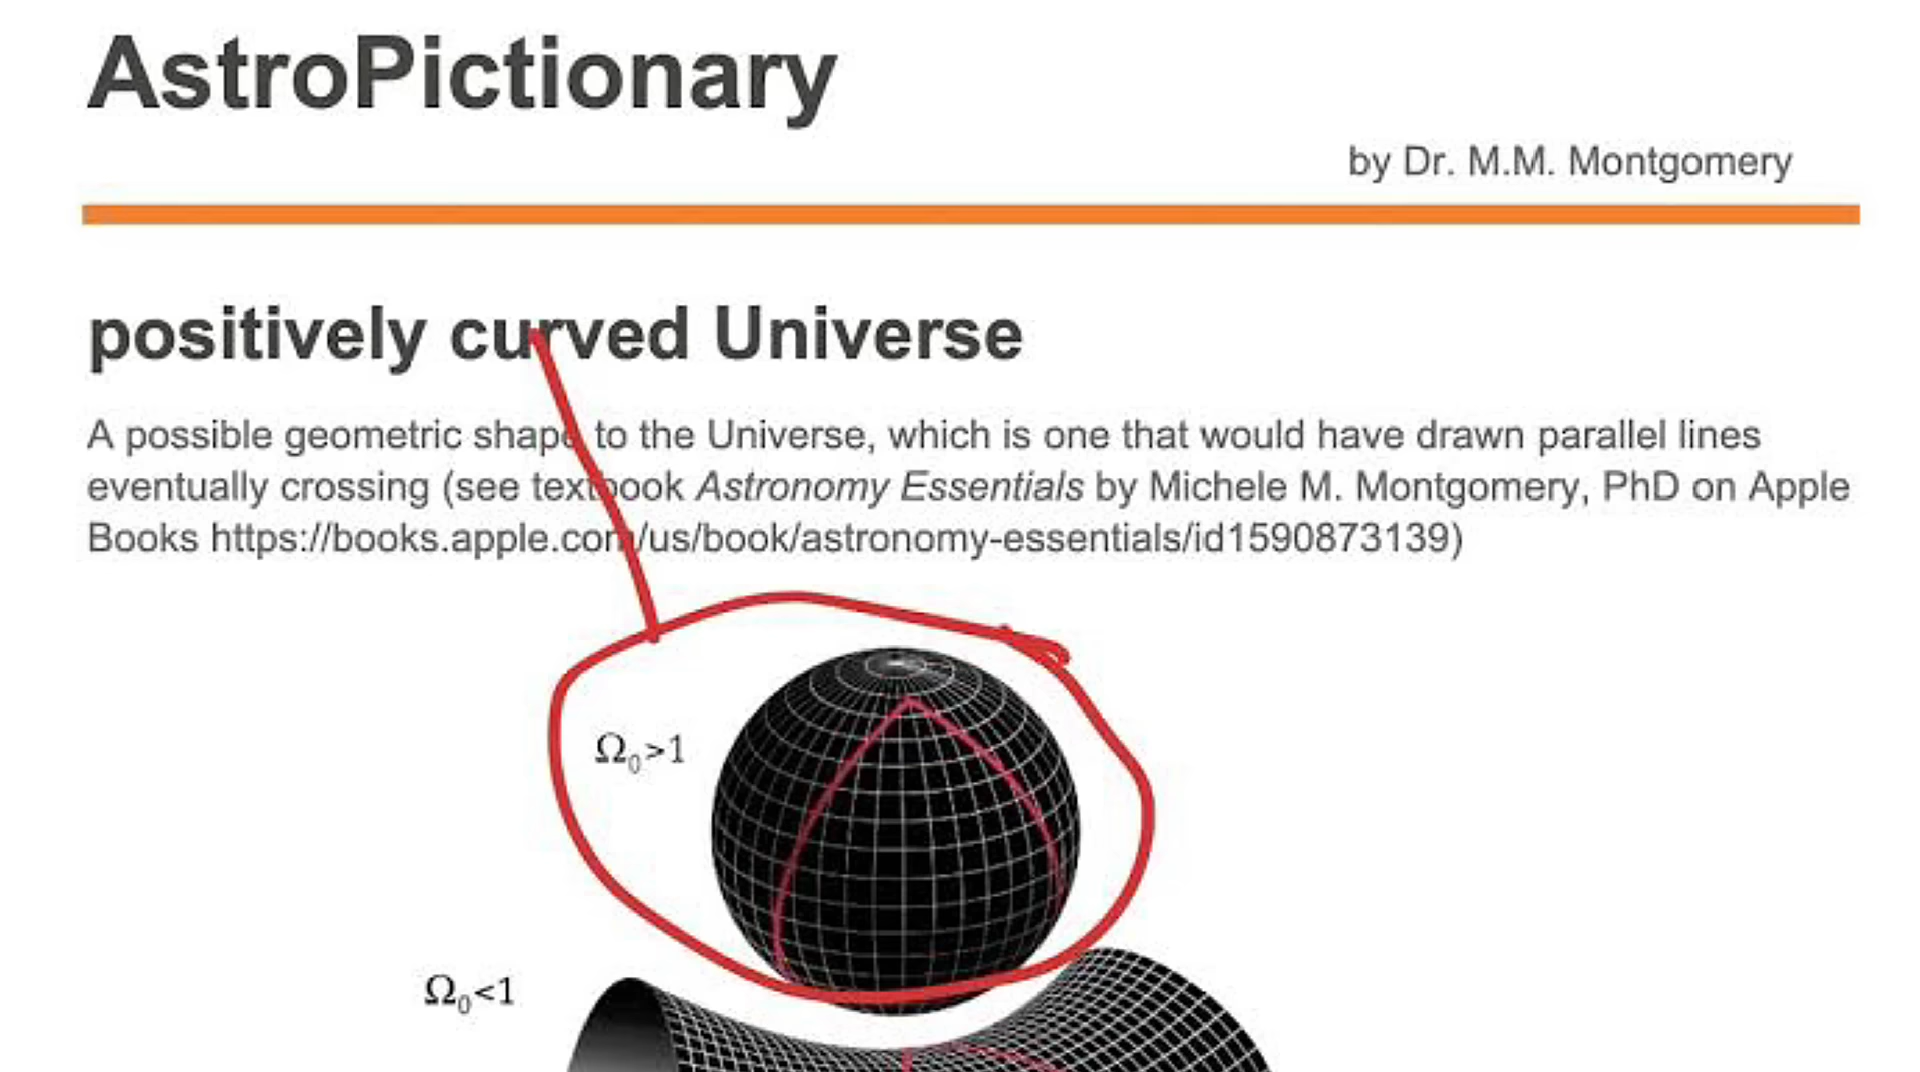 AstroPictionary
by Dr. M.M. Montgomery
positively curved Universe
A possible geometric shape to the Universe, which is one that would have drawn parallel lines
eventually crossing (see textbook Astronomy Essentials by Michele M. Montgomery, PhD on Apple
Books https://books.apple.com/us/book/astronomy-essentials/id1590873139)
Ω₀>1
Ω₀<1